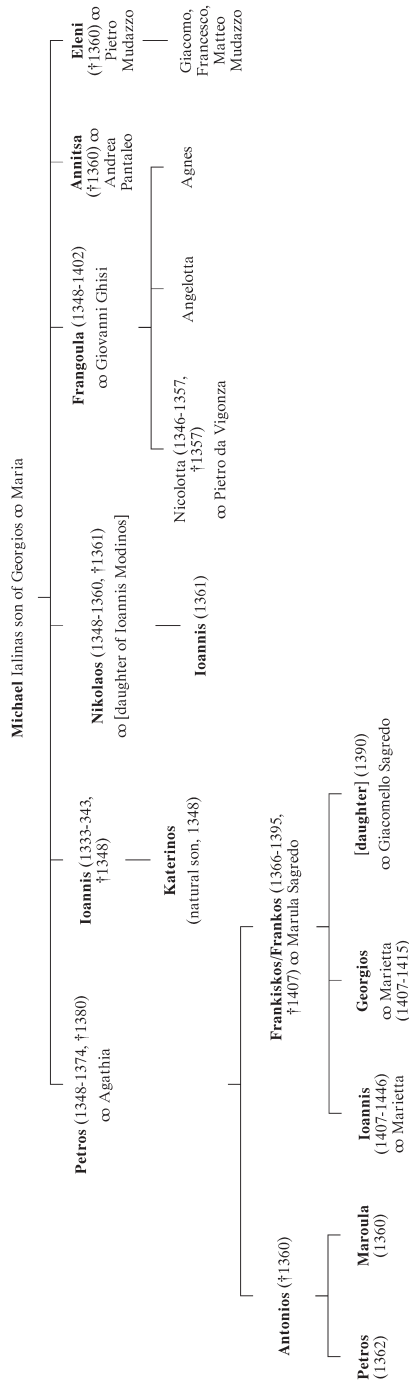 Michael Ialinas son of Georgios ꝏ Maria
Petros (1348-1374, †1380)
ꝏ Agathia
Ioannis (1333-343,
†1348)
Nikolaos (1348-1360, †1361)
ꝏ [daughter of Ioannis Modinos]
Frangoula (1348-1402)
ꝏ Giovanni Ghisi
Annitsa
(†1360) ꝏ
Andrea
Pantaleo
Eleni
(†1360) ꝏ
Pietro
Mudazzo
Katerinos
(natural son, 1348)
Ioannis (1361)
Nicolotta (1346-1357,
†1357)
ꝏ Pietro da Vigonza
Angelotta
Agnes
Giacomo,
Francesco,
Matteo
Mudazzo
Antonios (†1360)
Frankiskos/Frankos (1366-1395,
†1407) ꝏ Marula Sagredo
Petros
(1362)
Maroula
(1360)
Ioannis
(1407-1446)
ꝏ Marietta
Georgios
ꝏ Marietta
(1407-1415)
[daughter] (1390)
ꝏ Giacomello Sagredo